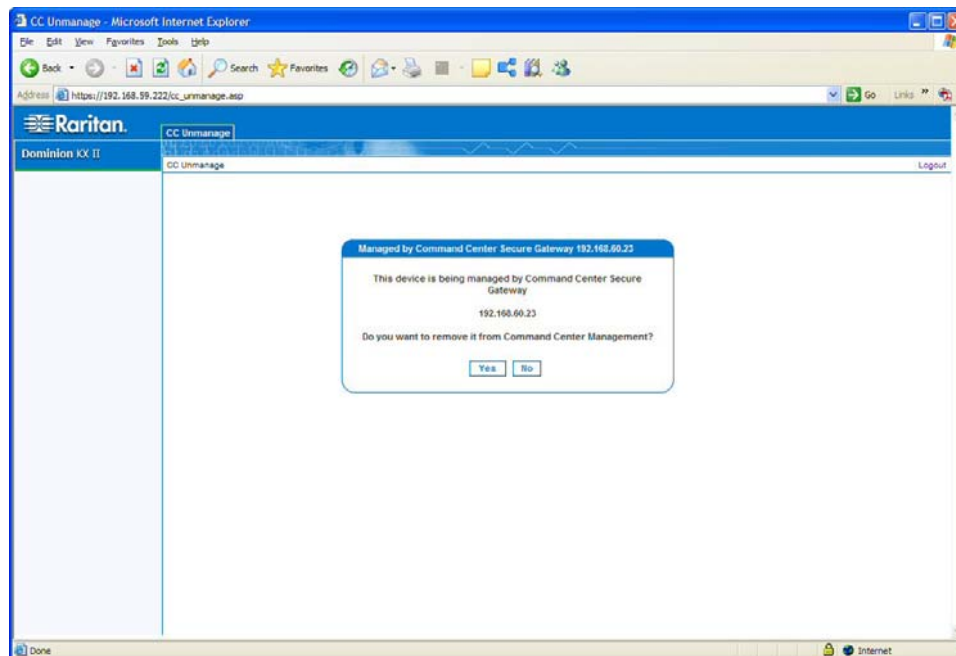 CC Unmanage - Microsoft Internet Explorer
File Edit View Favorites Tools Help
Back Search Favorites
Address https://192.168.59.222/cc_unmanage.asp Go Links »
Raritan.
CC Unmanage
Dominion KX II
CC Unmanage Logout
Managed by Command Center Secure Gateway 192.168.60.23
This device is being managed by Command Center Secure
Gateway
192.168.60.23
Do you want to remove it from Command Center Management?
Yes No
Done Internet